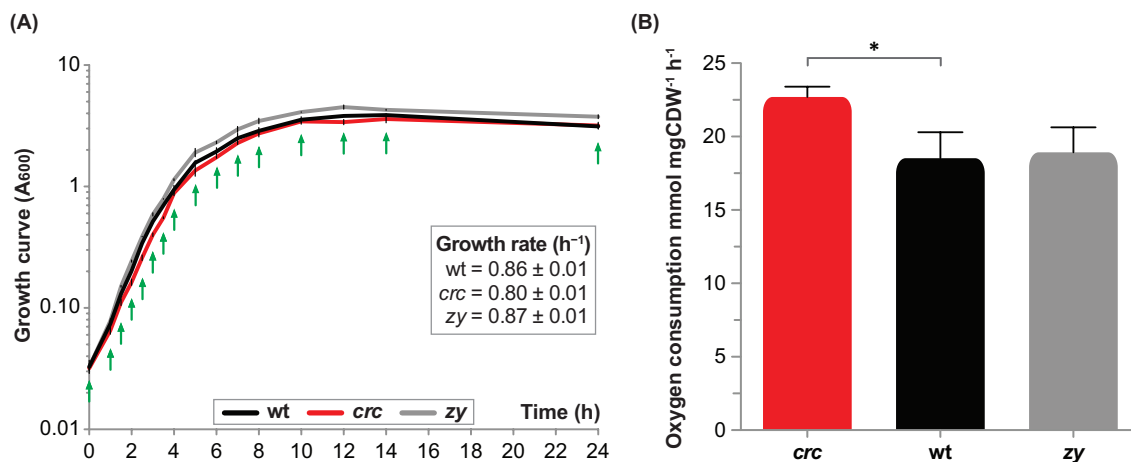 (A)
Growth curve (A600)
10
1
0.10
0.01
Growth rate (h⁻¹)
wt = 0.86 ± 0.01
crc = 0.80 ± 0.01
zy = 0.87 ± 0.01
wt crc zy
Time (h)
0 2 4 6 8 10 12 14 16 18 20 22 24
(B)
Oxygen consumption mmol mgCDW⁻¹ h⁻¹
*
25
20
15
10
5
0
crc wt zy